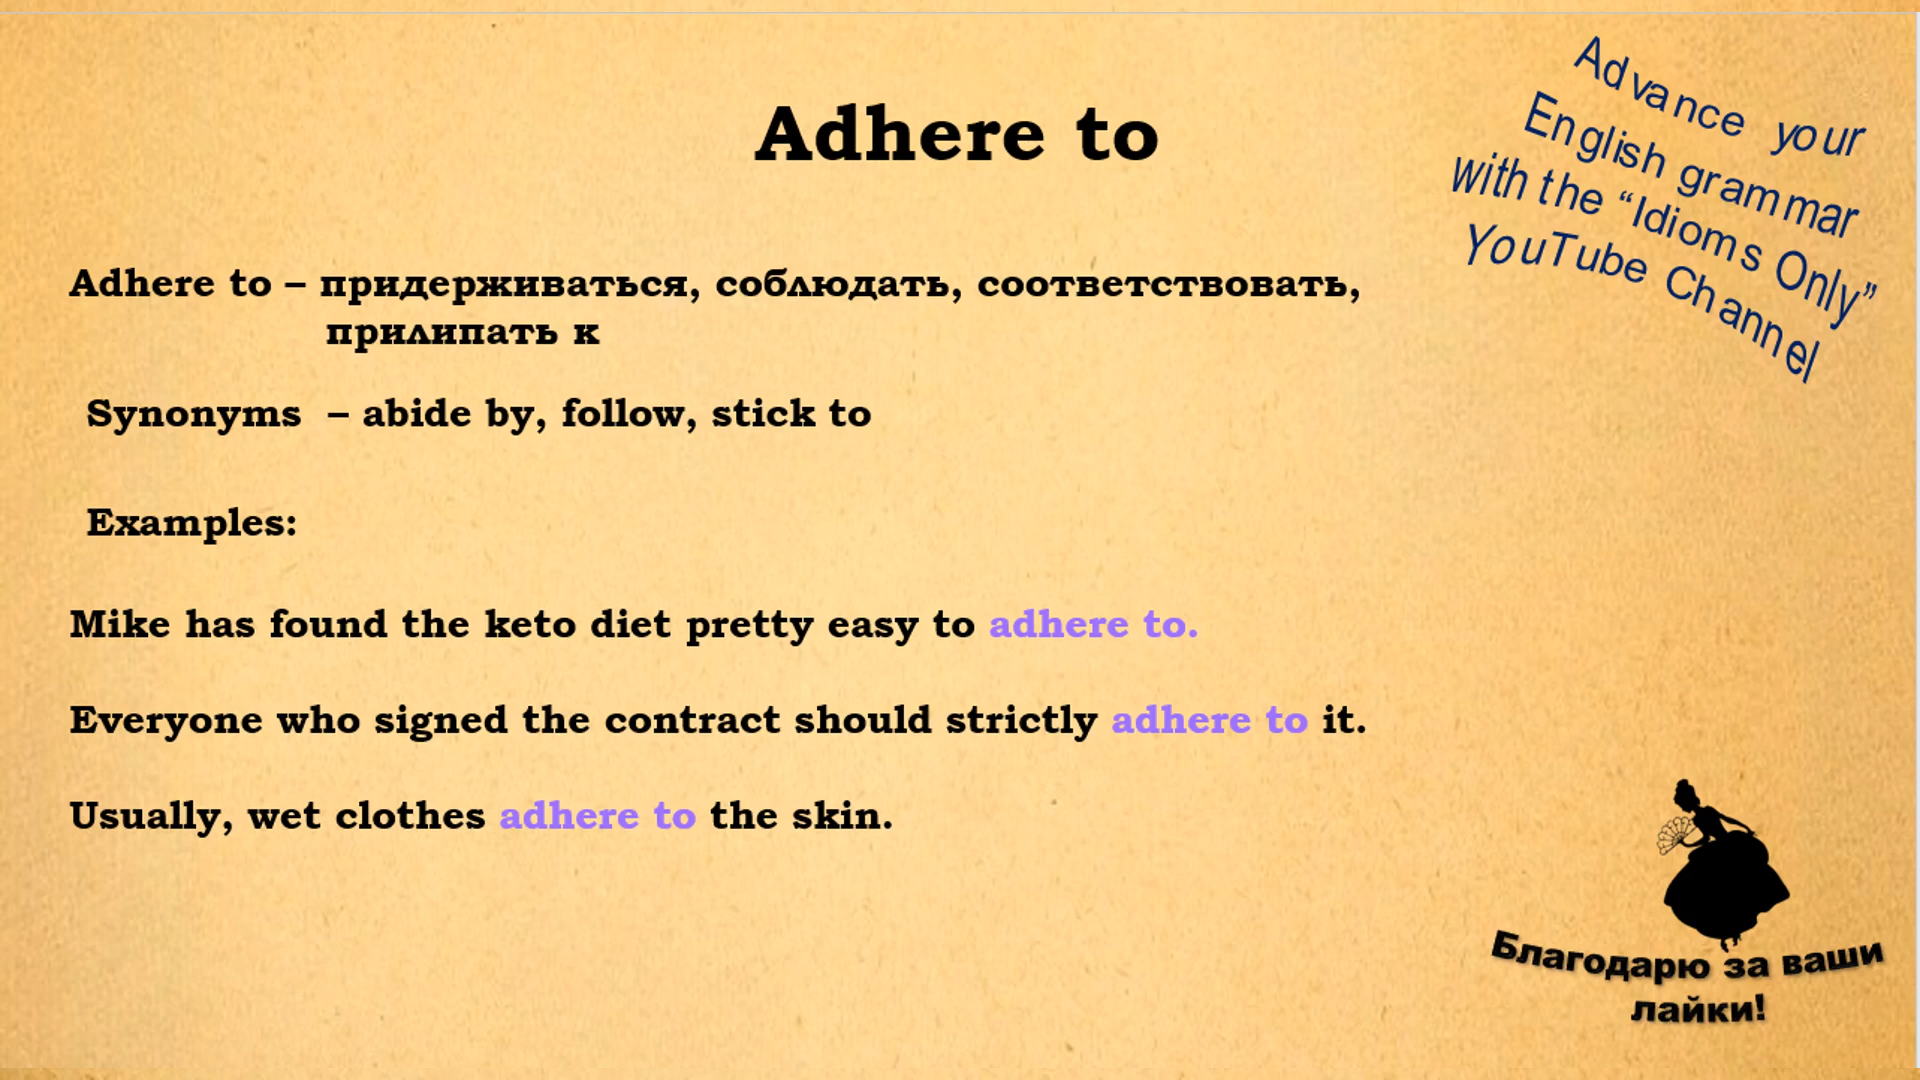 Adhere to
Advance your
English grammar
with the “Idioms Only”
YouTube Channel
Adhere to – придерживаться, соблюдать, соответствовать,
прилипать к
Synonyms – abide by, follow, stick to
Examples:
Mike has found the keto diet pretty easy to adhere to.
Everyone who signed the contract should strictly adhere to it.
Usually, wet clothes adhere to the skin.
Благодарю за ваши
лайки!